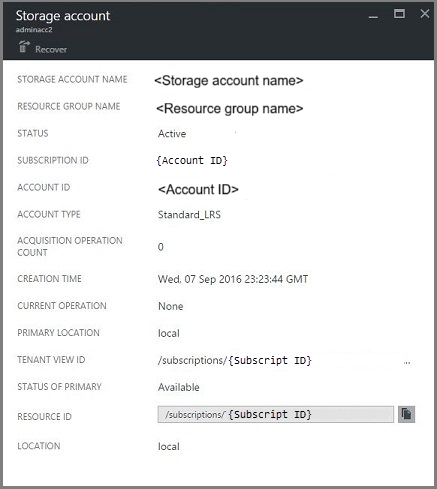 Storage account
adminacc2
Recover
STORAGE ACCOUNT NAME <Storage account name>
RESOURCE GROUP NAME <Resource group name>
STATUS Active
SUBSCRIPTION ID {Account ID}
ACCOUNT ID <Account ID>
ACCOUNT TYPE Standard_LRS
ACQUISITION OPERATION
COUNT 0
CREATION TIME Wed, 07 Sep 2016 23:23:44 GMT
CURRENT OPERATION None
PRIMARY LOCATION local
TENANT VIEW ID /subscriptions/{Subscript ID} ...
STATUS OF PRIMARY Available
RESOURCE ID /subscriptions/{Subscript ID}
LOCATION local